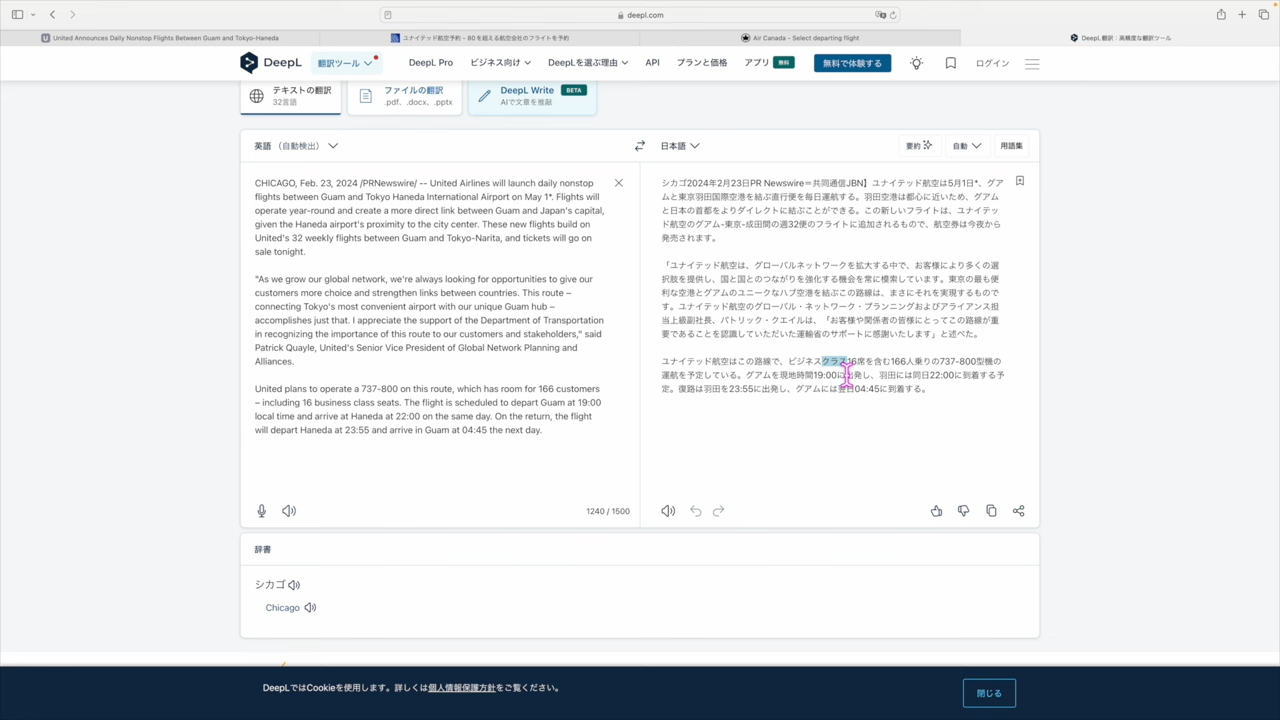 deepl.com
United Announces Daily Nonstop Flights Between Guam and Tokyo-Haneda
ユナイテッド航空予約 - 80 を超える航空会社のフライトを予約
Air Canada - Select departing flight
DeepL翻訳：高精度な翻訳ツール
DeepL
翻訳ツール
DeepL Pro
ビジネス向け
DeepLを選ぶ理由
API
プランと価格
アプリ
無料
無料で体験する
ログイン
テキストの翻訳
32言語
ファイルの翻訳
.pdf、.docx、.pptx
DeepL Write
BETA
AIで文章を推敲
英語 （自動検出）
日本語
要約
自動
用語集
CHICAGO, Feb. 23, 2024 /PRNewswire/ -- United Airlines will launch daily nonstop
flights between Guam and Tokyo Haneda International Airport on May 1*. Flights will
operate year-round and create a more direct link between Guam and Japan's capital,
given the Haneda airport's proximity to the city center. These new flights build on
United's 32 weekly flights between Guam and Tokyo-Narita, and tickets will go on
sale tonight.
"As we grow our global network, we're always looking for opportunities to give our
customers more choice and strengthen links between countries. This route –
connecting Tokyo's most convenient airport with our unique Guam hub –
accomplishes just that. I appreciate the support of the Department of Transportation
in recognizing the importance of this route to our customers and stakeholders," said
Patrick Quayle, United's Senior Vice President of Global Network Planning and
Alliances.
United plans to operate a 737-800 on this route, which has room for 166 customers
– including 16 business class seats. The flight is scheduled to depart Guam at 19:00
local time and arrive at Haneda at 22:00 on the same day. On the return, the flight
will depart Haneda at 23:55 and arrive in Guam at 04:45 the next day.
1240 / 1500
シカゴ2024年2月23日PR Newswire＝共同通信JBN】ユナイテッド航空は5月1日*、グア
ムと東京羽田国際空港を結ぶ直行便を毎日運航する。羽田空港は都心に近いため、グアム
と日本の首都をよりダイレクトに結ぶことができる。この新しいフライトは、ユナイテッ
ド航空のグアム-東京-成田間の週32便のフライトに追加されるもので、航空券は今夜から
発売されます。
「ユナイテッド航空は、グローバルネットワークを拡大する中で、お客様により多くの選
択肢を提供し、国と国とのつながりを強化する機会を常に模索しています。東京の最も便
利な空港とグアムのユニークなハブ空港を結ぶこの路線は、まさにそれを実現するもので
す。ユナイテッド航空のグローバル・ネットワーク・プランニングおよびアライアンス担
当上級副社長、パトリック・クエイルは、「お客様や関係者の皆様にとってこの路線が重
要であることを認識していただいた運輸省のサポートに感謝いたします」と述べた。
ユナイテッド航空はこの路線で、ビジネスクラス16席を含む166人乗りの737-800型機の
運航を予定している。グアムを現地時間19:00に出発し、羽田には同日22:00に到着する予
定。復路は羽田を23:55に出発し、グアムには翌日04:45に到着する。
辞書
シカゴ
Chicago
DeepLではCookieを使用します。詳しくは個人情報保護方針をご覧ください。
閉じる